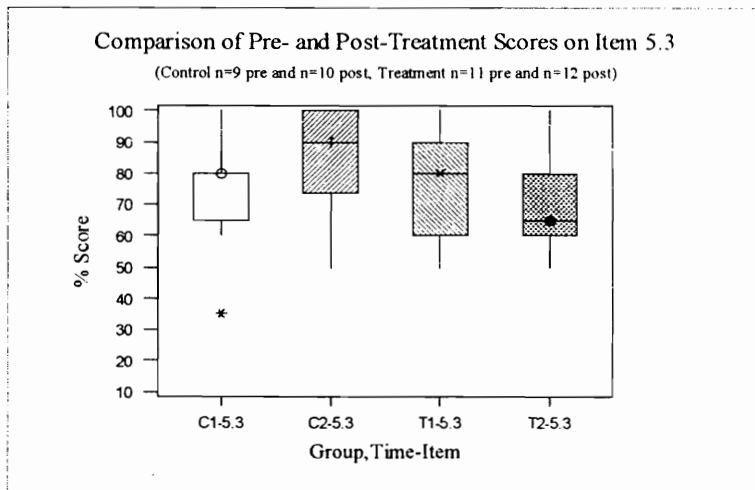 Comparison of Pre- and Post-Treatment Scores on Item 5.3
(Control n=9 pre and n=10 post, Treatment n=11 pre and n=12 post)
100
90
80
70
60
50
40
30
20
10
% Score
C1-5.3 C2-5.3 T1-5.3 T2-5.3
Group,Time-Item